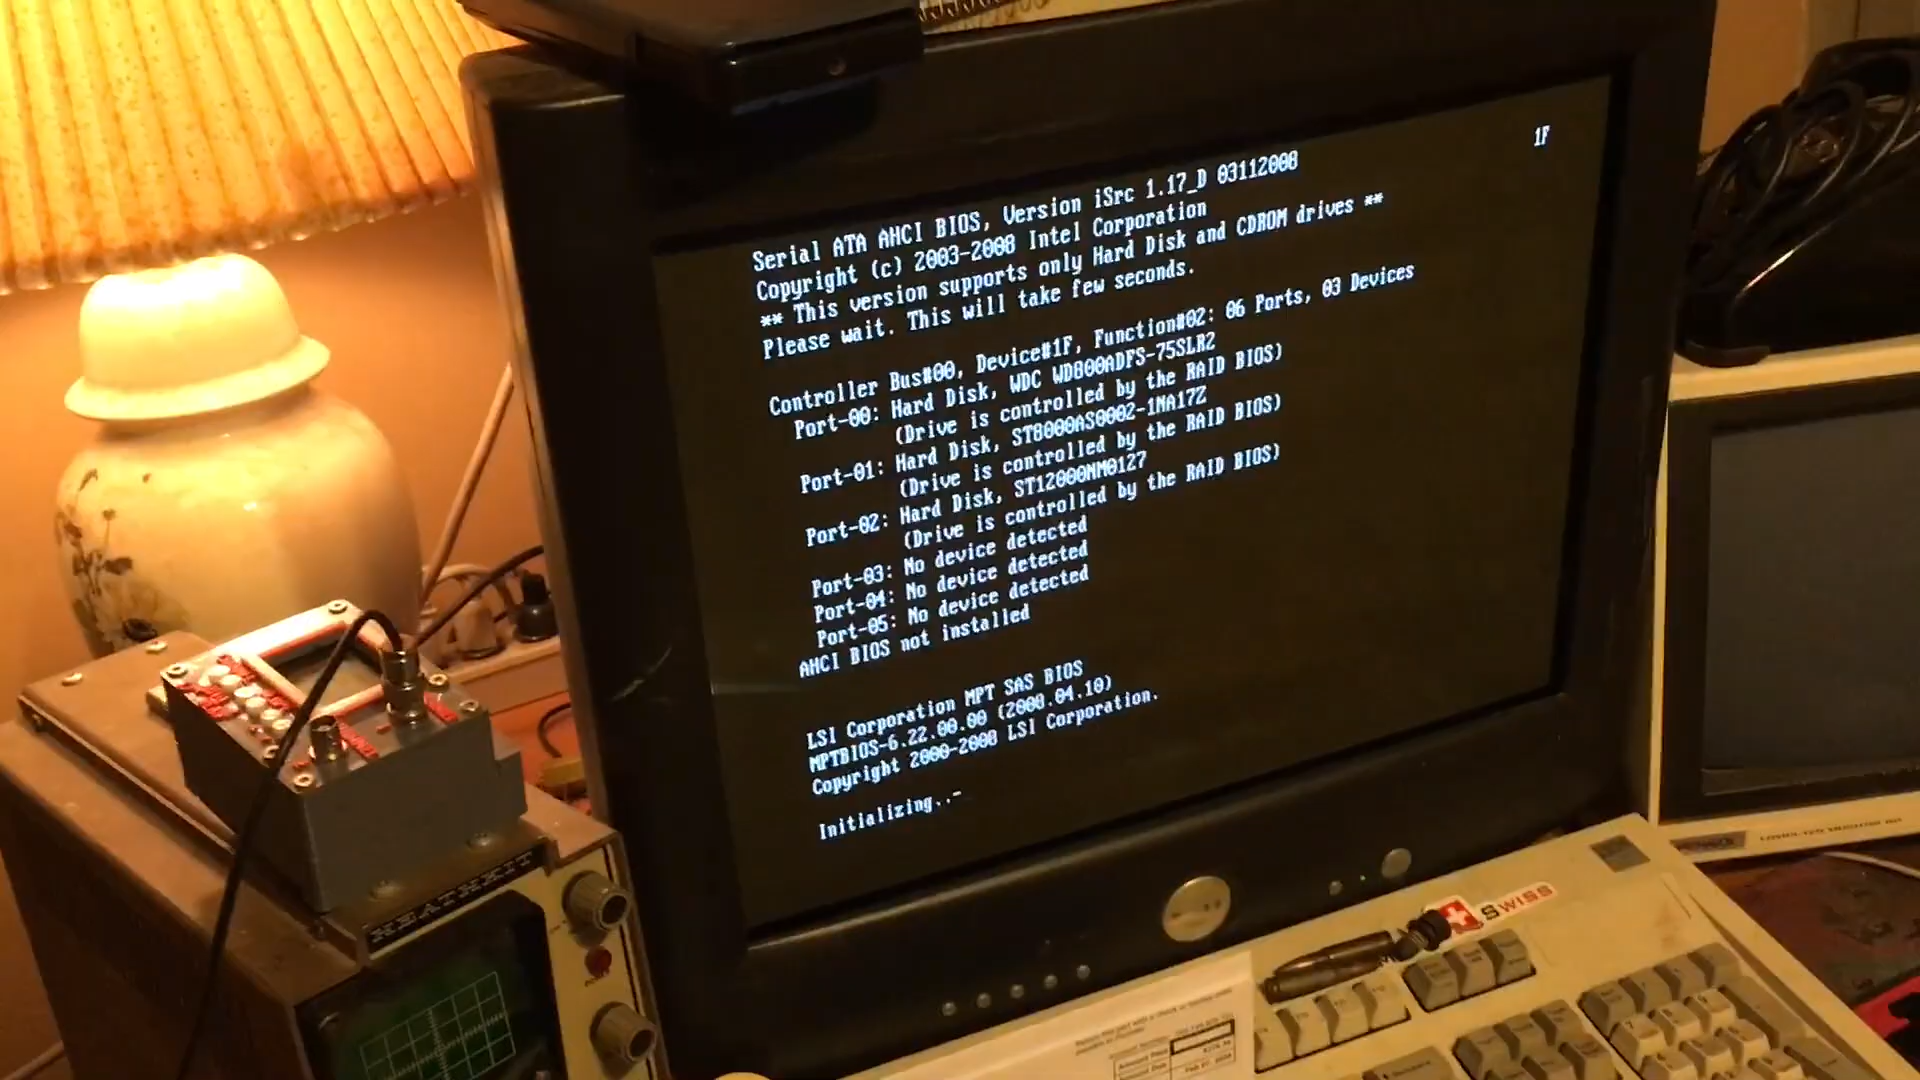 1F
Serial ATA AHCI BIOS, Version iSrc 1.17_D 03112008
Copyright (c) 2003-2008 Intel Corporation
** This version supports only Hard Disk and CDROM drives **
Please wait. This will take few seconds.
Controller Bus#00, Device#1F, Function#02: 06 Ports, 03 Devices
Port-00: Hard Disk, WDC WD800ADFS-75SLR2
(Drive is controlled by the RAID BIOS)
Port-01: Hard Disk, ST8000AS0002-1NA17Z
(Drive is controlled by the RAID BIOS)
Port-02: Hard Disk, ST12000NM0127
(Drive is controlled by the RAID BIOS)
Port-03: No device detected
Port-04: No device detected
Port-05: No device detected
AHCI BIOS not installed
LSI Corporation MPT SAS BIOS
MPTBIOS-6.22.00.00 (2008.04.10)
Copyright 2000-2008 LSI Corporation.
Initializing..-
HEATHKIT
SWISS